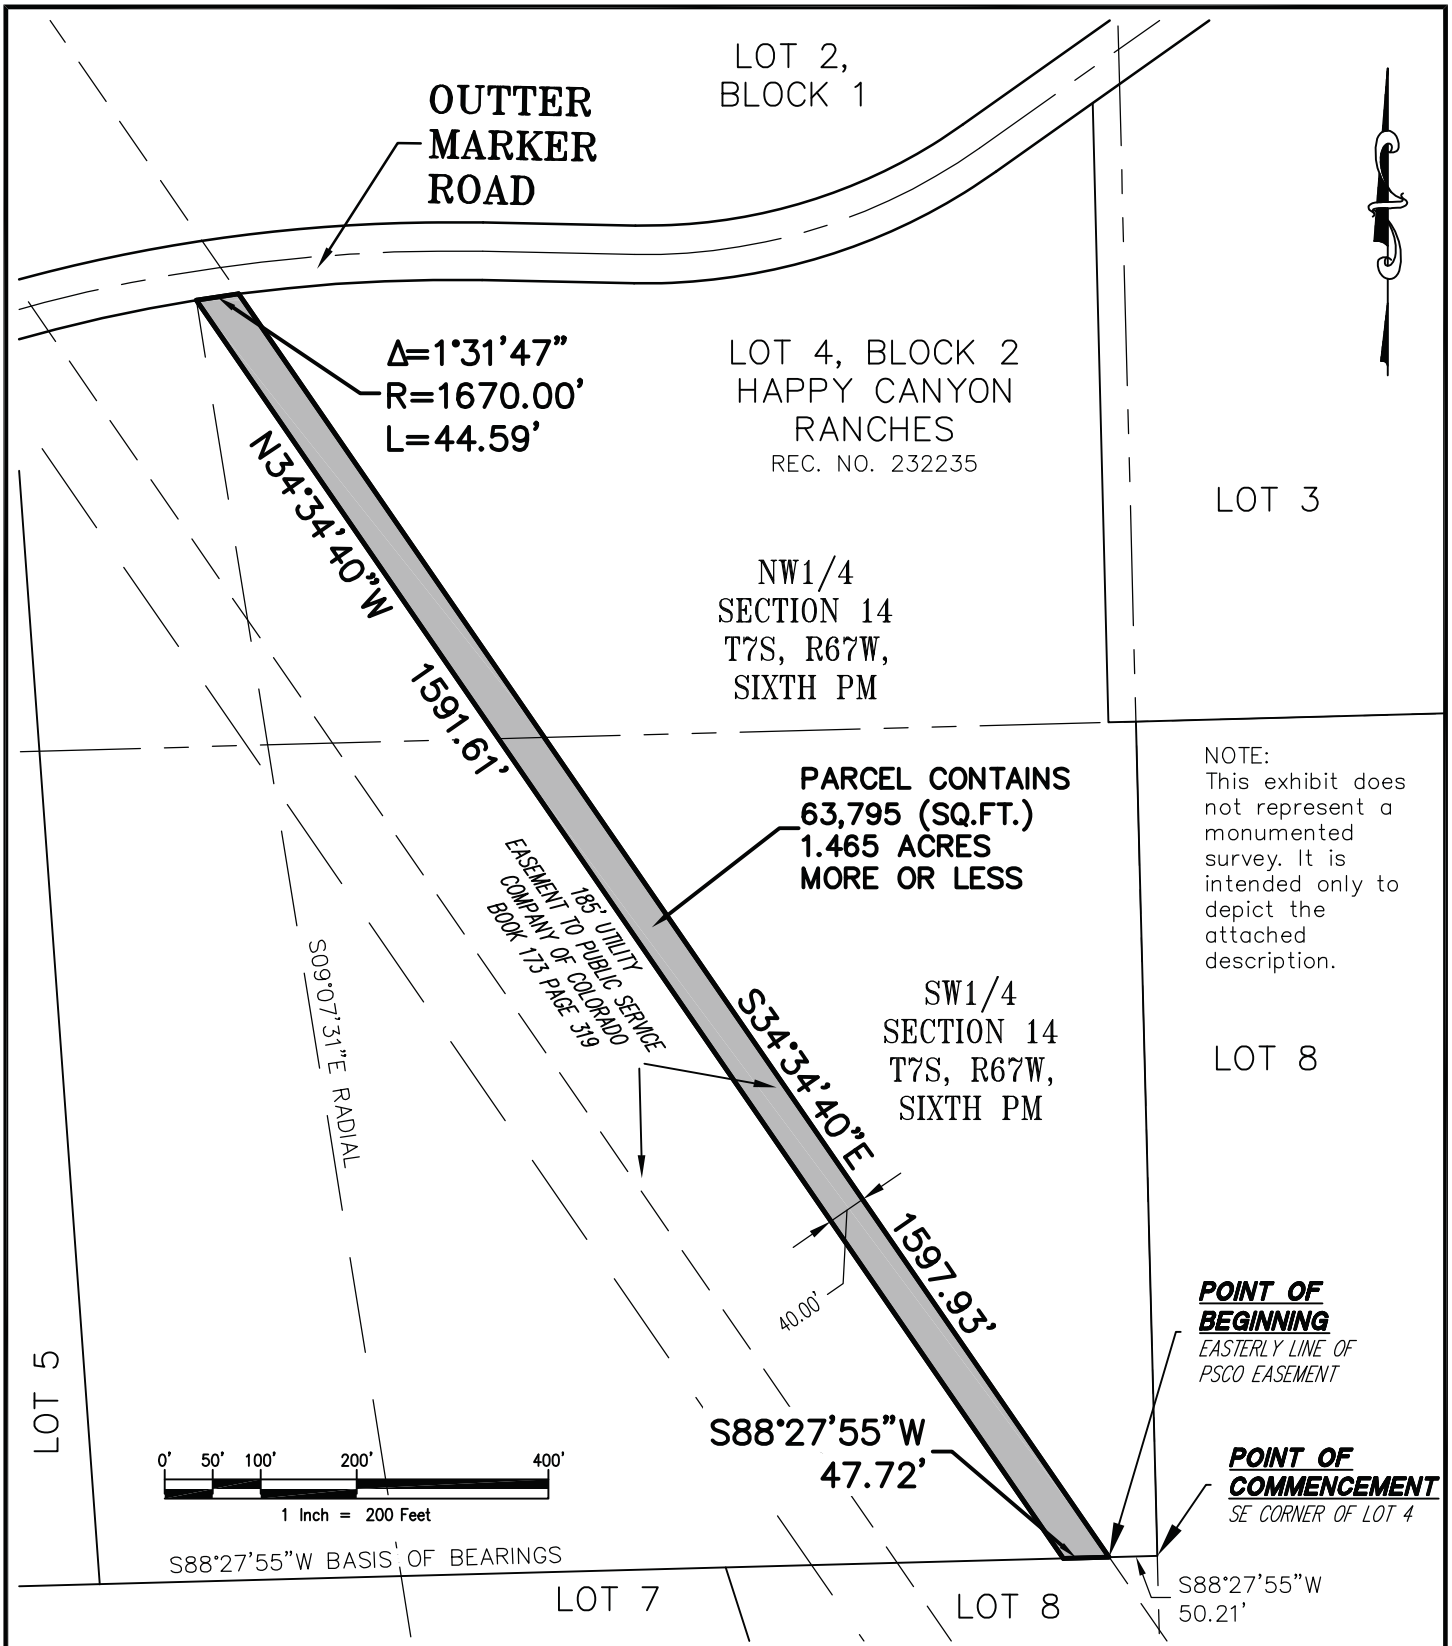 LOT 2,
BLOCK 1
OUTTER
MARKER
ROAD
Δ=1°31'47"
R=1670.00'
L=44.59'
LOT 4, BLOCK 2
HAPPY CANYON
RANCHES
REC. NO. 232235
LOT 3
N34°34'40"W 1591.61'
NW1/4
SECTION 14
T7S, R67W,
SIXTH PM
NOTE:
This exhibit does
not represent a
monumented
survey. It is
intended only to
depict the
attached
description.
PARCEL CONTAINS
63,795 (SQ.FT.)
1.465 ACRES
MORE OR LESS
185' UTILITY
EASEMENT TO PUBLIC SERVICE
COMPANY OF COLORADO
BOOK 173 PAGE 319
S09°07'31"E RADIAL
SW1/4
SECTION 14
T7S, R67W,
SIXTH PM
LOT 8
S34°34'40"E 1597.93'
40.00'
POINT OF
BEGINNING
EASTERLY LINE OF
PSCO EASEMENT
LOT 5
S88°27'55"W
47.72'
POINT OF
COMMENCEMENT
SE CORNER OF LOT 4
0' 50' 100' 200' 400'
1 Inch = 200 Feet
S88°27'55"W BASIS OF BEARINGS
LOT 7
LOT 8
S88°27'55"W
50.21'